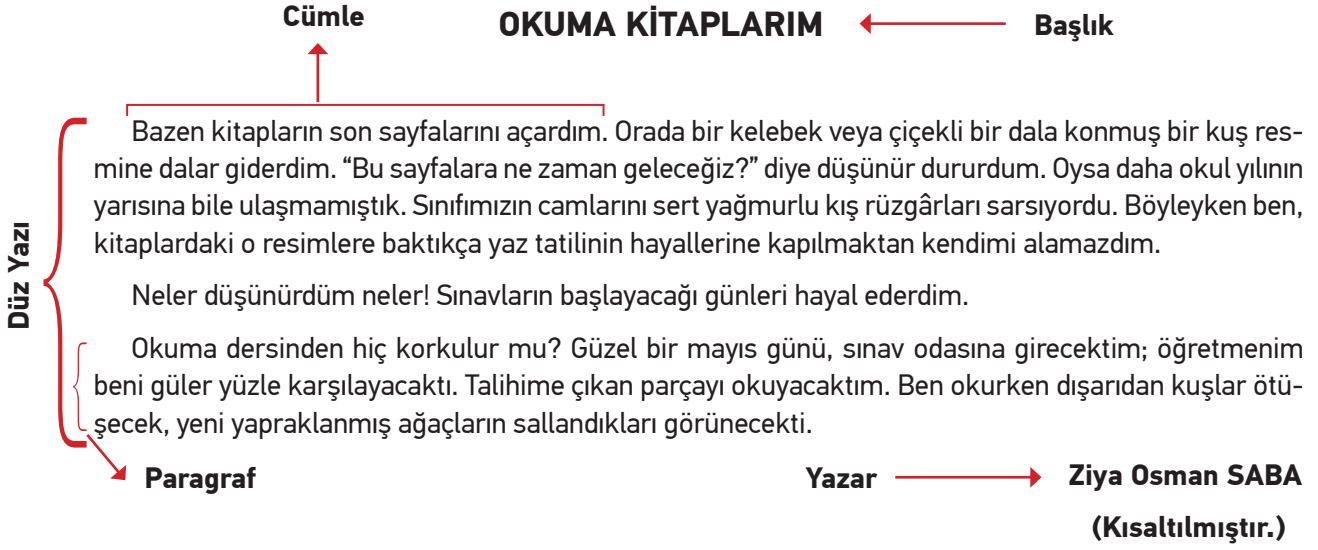 Cümle
OKUMA KİTAPLARIM
Başlık
Düz Yazı
Bazen kitapların son sayfalarını açardım. Orada bir kelebek veya çiçekli bir dala konmuş bir kuş res-
mine dalar giderdim. “Bu sayfalara ne zaman geleceğiz?” diye düşünür dururdum. Oysa daha okul yılının
yarısına bile ulaşmamıştık. Sınıfımızın camlarını sert yağmurlu kış rüzgârları sarsıyordu. Böyleyken ben,
kitaplardaki o resimlere baktıkça yaz tatilinin hayallerine kapılmaktan kendimi alamazdım.
Neler düşünürdüm neler! Sınavların başlayacağı günleri hayal ederdim.
Okuma dersinden hiç korkulur mu? Güzel bir mayıs günü, sınav odasına girecektim; öğretmenim
beni güler yüzle karşılayacaktı. Talihime çıkan parçayı okuyacaktım. Ben okurken dışarıdan kuşlar ötü-
şecek, yeni yapraklanmış ağaçların sallandıkları görünecekti.
Paragraf
Yazar
Ziya Osman SABA
(Kısaltılmıştır.)